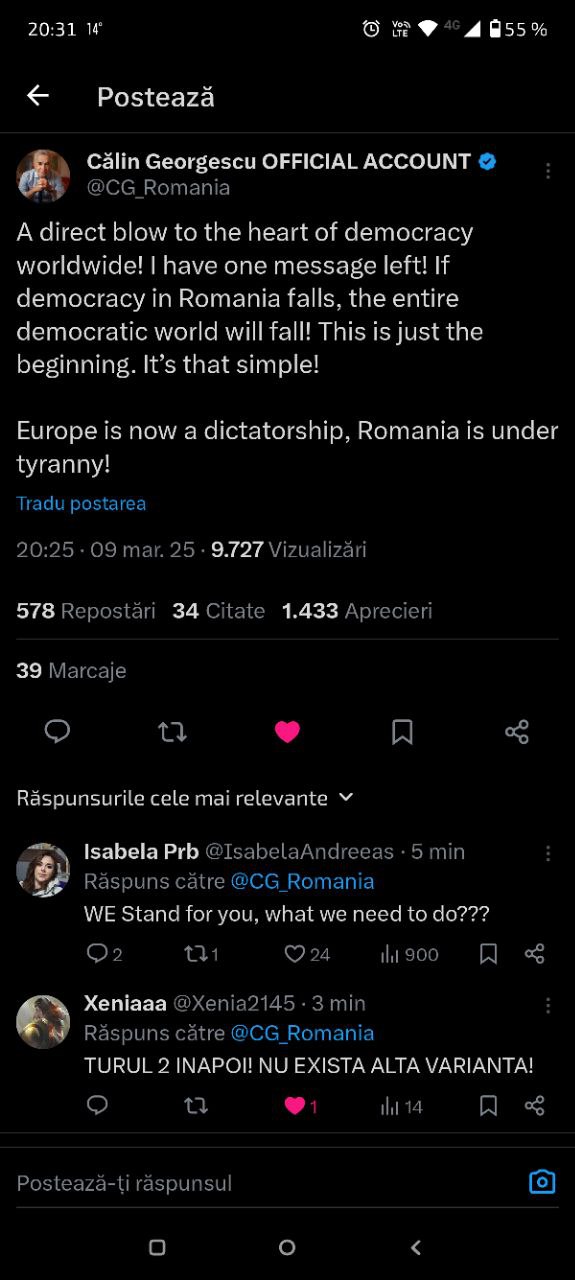 20:31 14° Vo)) LTE 4G 55 %
Postează
Călin Georgescu OFFICIAL ACCOUNT
@CG_Romania
A direct blow to the heart of democracy
worldwide! I have one message left! If
democracy in Romania falls, the entire
democratic world will fall! This is just the
beginning. It’s that simple!
Europe is now a dictatorship, Romania is under
tyranny!
Tradu postarea
20:25 · 09 mar. 25 · 9.727 Vizualizări
578 Repostări 34 Citate 1.433 Aprecieri
39 Marcaje
Răspunsurile cele mai relevante
Isabela Prb @IsabelaAndreeas · 5 min
Răspuns către @CG_Romania
WE Stand for you, what we need to do???
2 1 24 900
Xeniaaa @Xenia2145 · 3 min
Răspuns către @CG_Romania
TURUL 2 INAPOI! NU EXISTA ALTA VARIANTA!
1 14
Postează-ți răspunsul